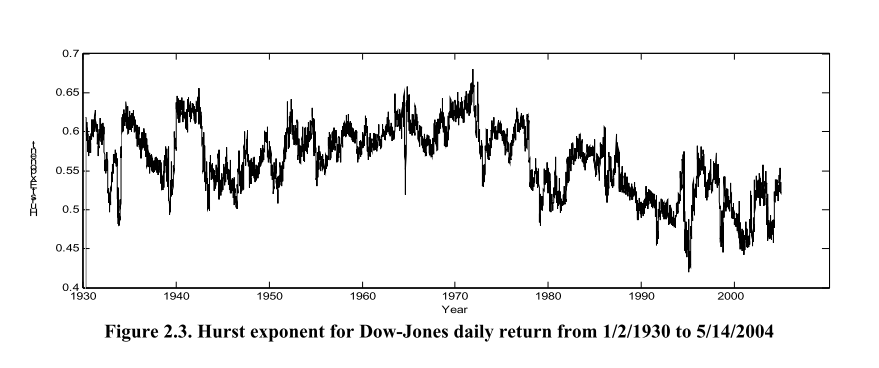 0.7
0.65
0.6
0.55
0.5
0.45
0.4
1930 1940 1950 1960 1970 1980 1990 2000
Year
Figure 2.3. Hurst exponent for Dow-Jones daily return from 1/2/1930 to 5/14/2004